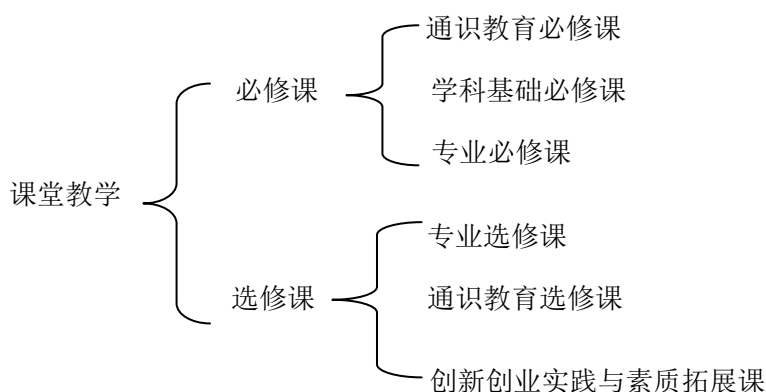 通识教育必修课
必修课
学科基础必修课
专业必修课
课堂教学
专业选修课
选修课
通识教育选修课
创新创业实践与素质拓展课